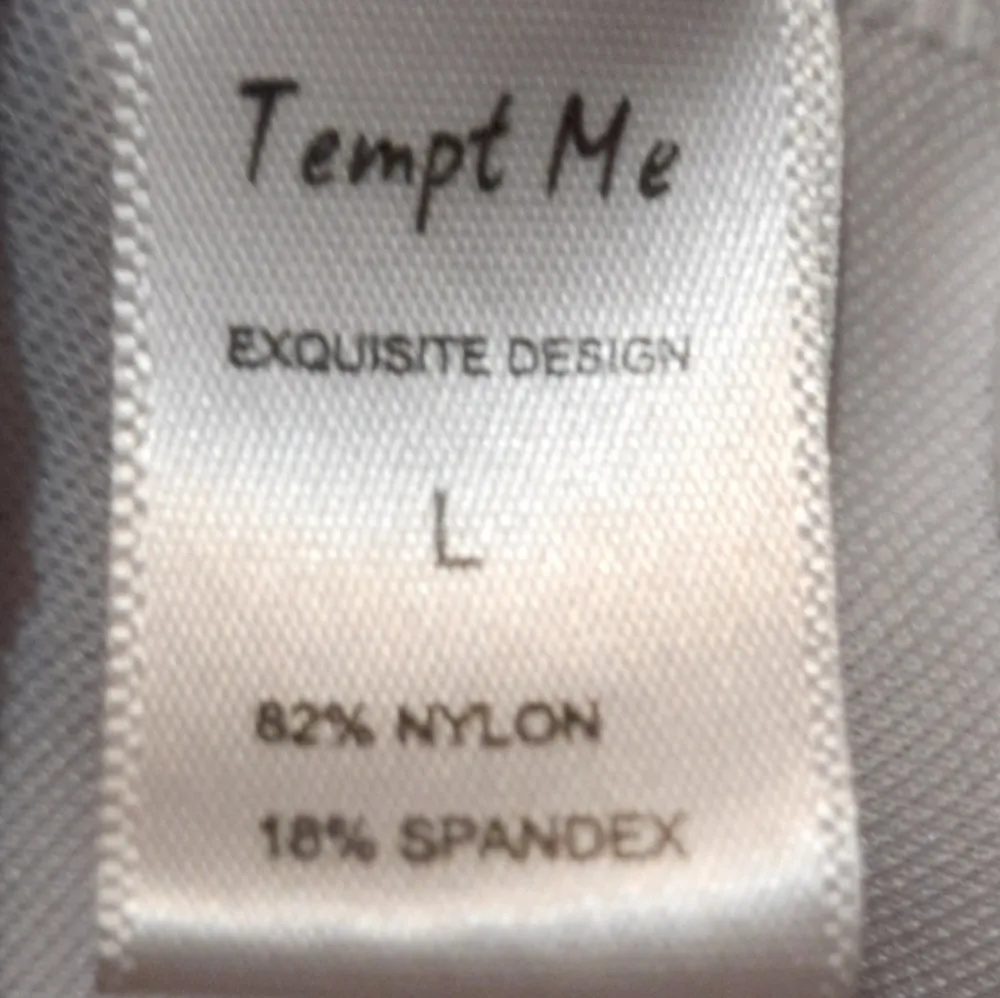 Tempt Me
EXQUISITE DESIGN
L
82% NYLON
18% SPANDEX